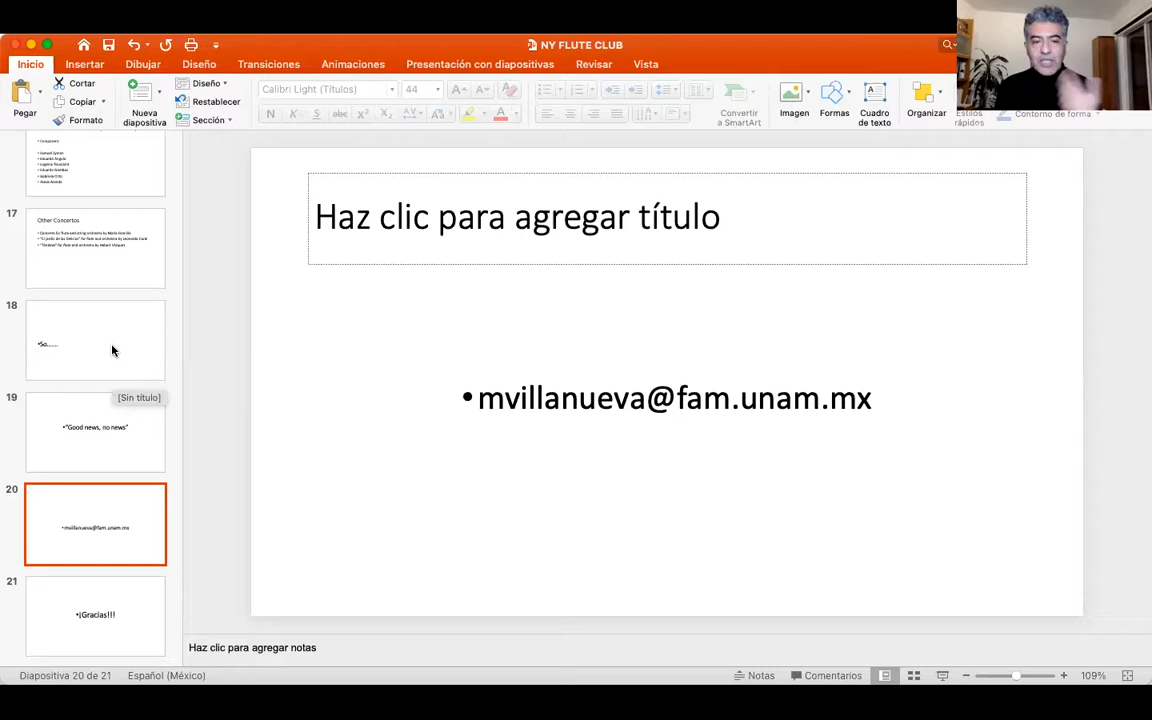 NY FLUTE CLUB
Inicio
Insertar
Dibujar
Diseño
Transiciones
Animaciones
Presentación con diapositivas
Revisar
Vista
Pegar
Cortar
Copiar
Formato
Nueva
diapositiva
Diseño
Restablecer
Sección
Calibri Light (Títulos)
44
Convertir
a SmartArt
Imagen
Formas
Cuadro
de texto
Organizar
Estilos
rápidos
Contorno de forma
17
Other Concertos
18
•So......
[Sin título]
19
•"Good news, no news"
20
•mvillanueva@fam.unam.mx
21
•¡Gracias!!!
Haz clic para agregar título
•mvillanueva@fam.unam.mx
Haz clic para agregar notas
Diapositiva 20 de 21
Español (México)
Notas
Comentarios
109%